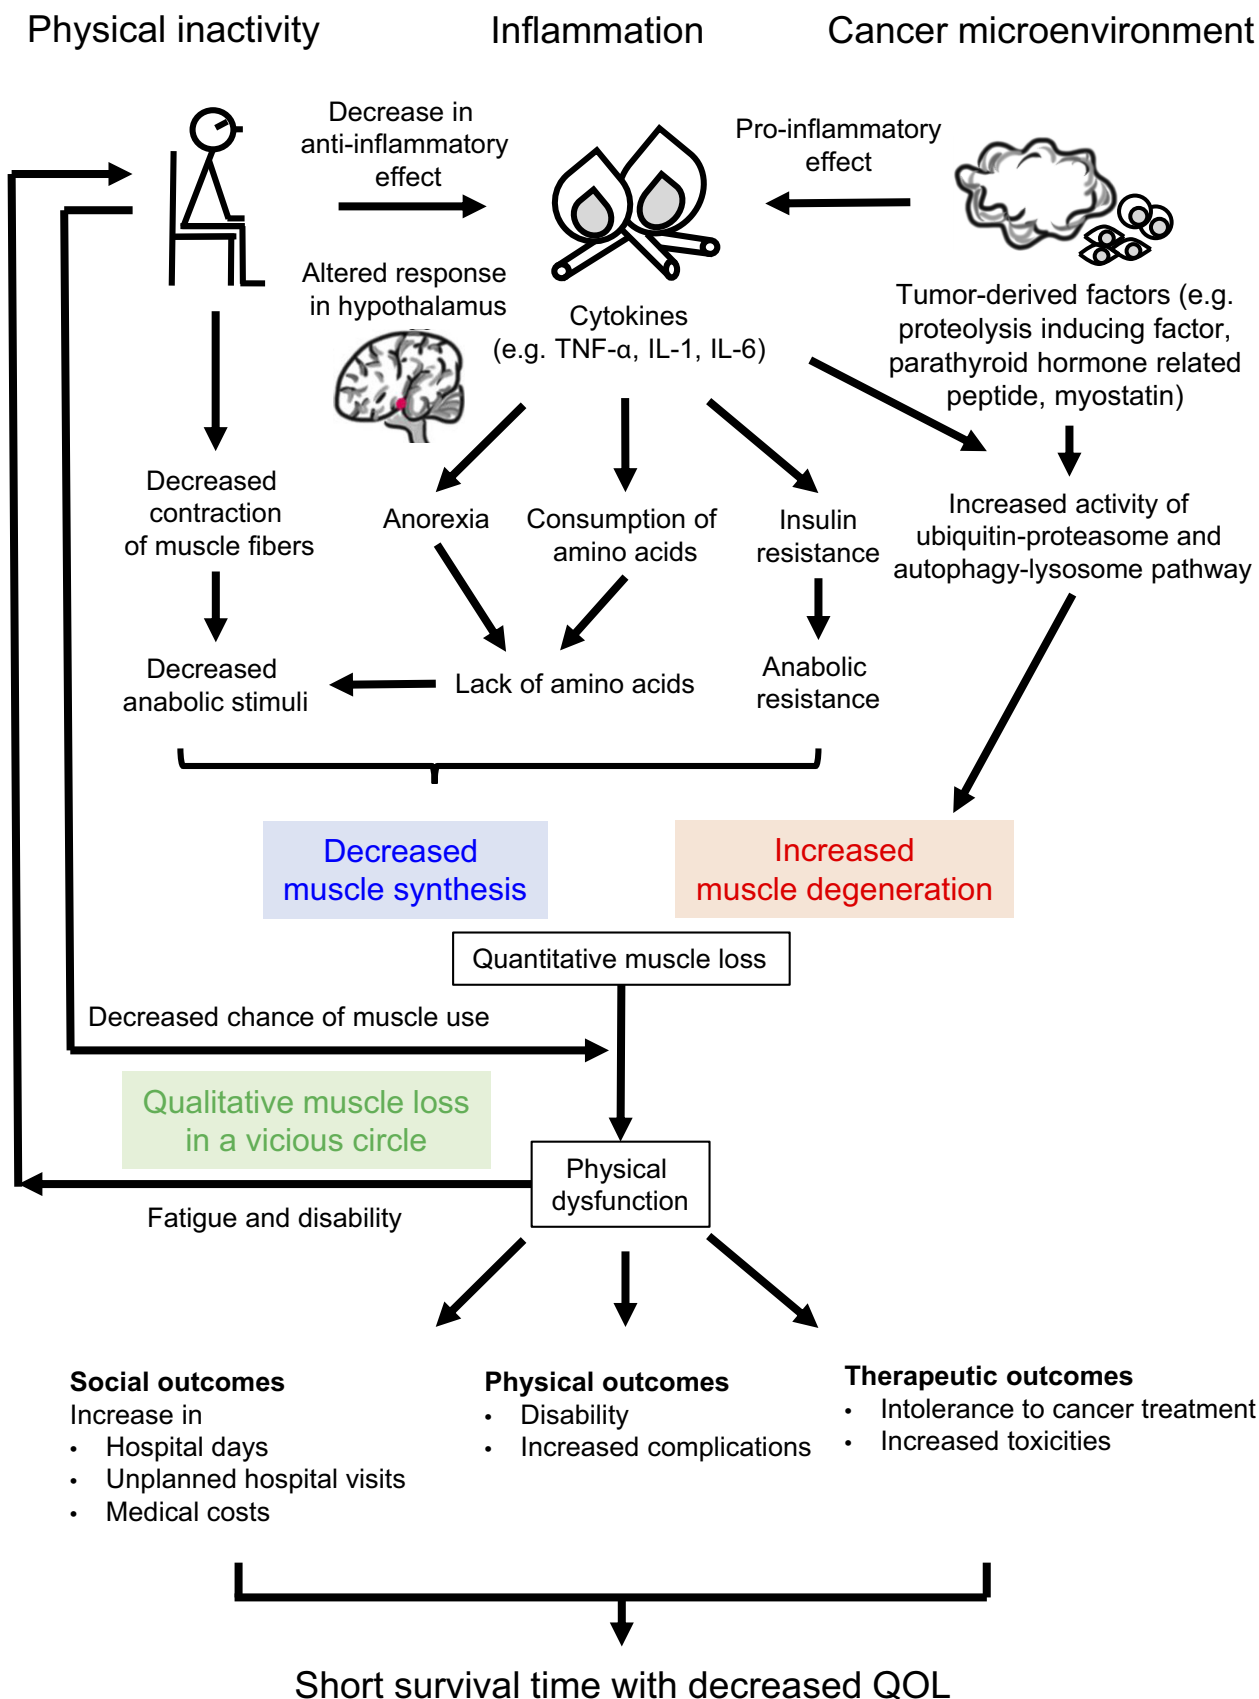 Physical inactivity
Inflammation
Cancer microenvironment
Decrease in
anti-inflammatory
effect
Pro-inflammatory
effect
Altered response
in hypothalamus
Cytokines
(e.g. TNF-α, IL-1, IL-6)
Tumor-derived factors (e.g.
proteolysis inducing factor,
parathyroid hormone related
peptide, myostatin)
Decreased
contraction
of muscle fibers
Anorexia
Consumption of
amino acids
Insulin
resistance
Increased activity of
ubiquitin-proteasome and
autophagy-lysosome pathway
Decreased
anabolic stimuli
Lack of amino acids
Anabolic
resistance
Decreased
muscle synthesis
Increased
muscle degeneration
Quantitative muscle loss
Decreased chance of muscle use
Qualitative muscle loss
in a vicious circle
Physical
dysfunction
Fatigue and disability
Social outcomes
Increase in
• Hospital days
• Unplanned hospital visits
• Medical costs
Physical outcomes
• Disability
• Increased complications
Therapeutic outcomes
• Intolerance to cancer treatment
• Increased toxicities
Short survival time with decreased QOL